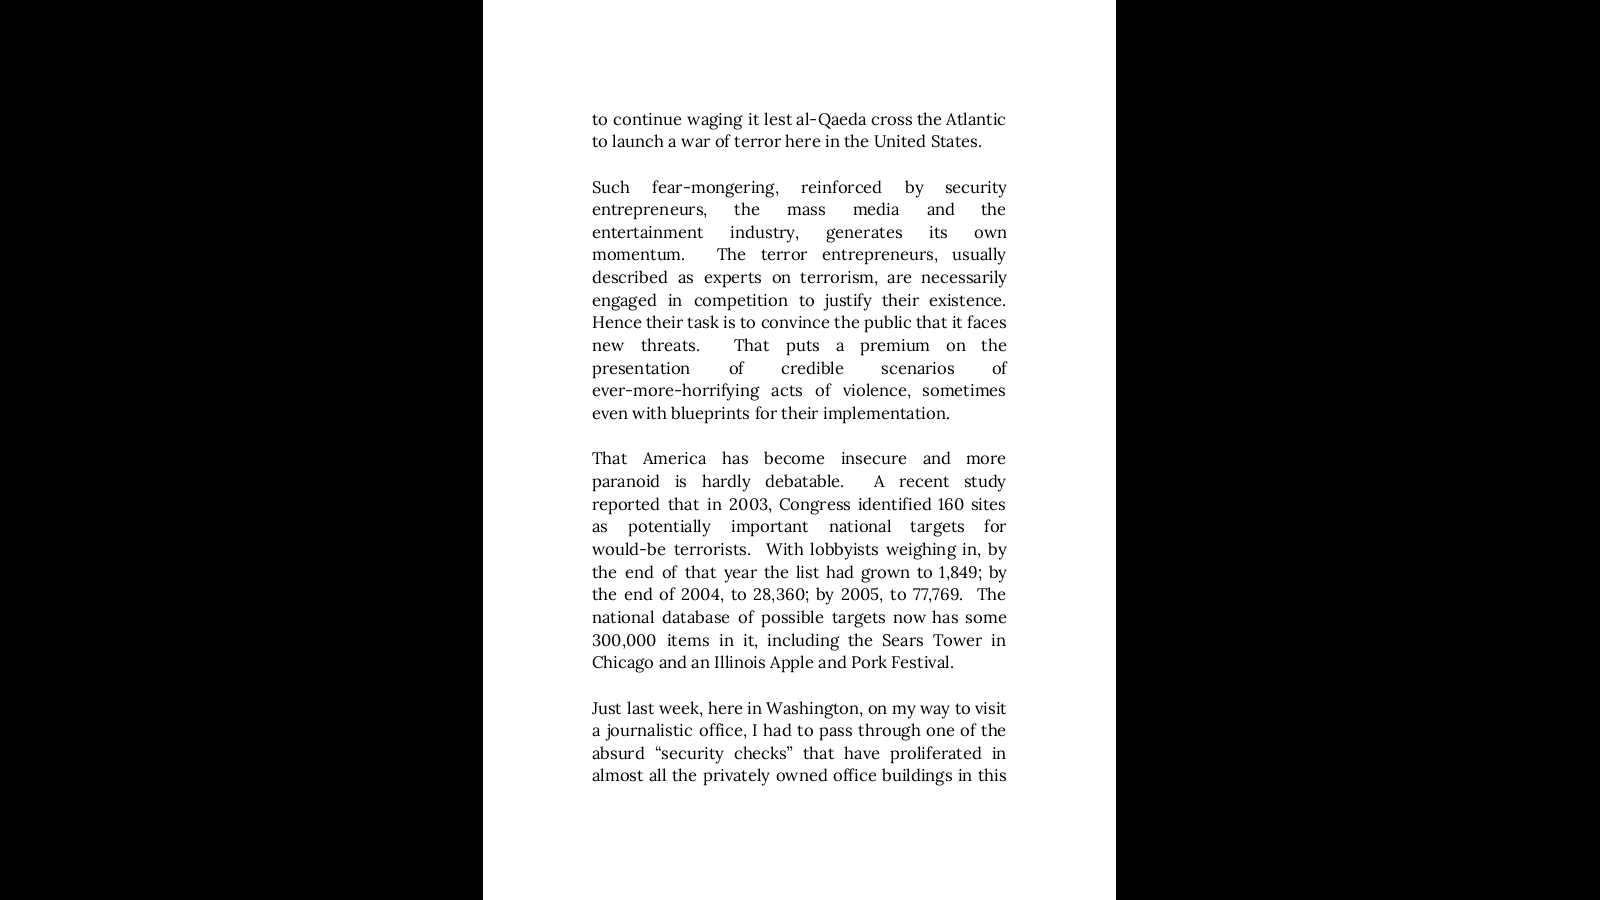 to continue waging it lest al-Qaeda cross the Atlantic
to launch a war of terror here in the United States.
Such fear-mongering, reinforced by security
entrepreneurs, the mass media and the
entertainment industry, generates its own
momentum. The terror entrepreneurs, usually
described as experts on terrorism, are necessarily
engaged in competition to justify their existence.
Hence their task is to convince the public that it faces
new threats. That puts a premium on the
presentation of credible scenarios of
ever-more-horrifying acts of violence, sometimes
even with blueprints for their implementation.
That America has become insecure and more
paranoid is hardly debatable. A recent study
reported that in 2003, Congress identified 160 sites
as potentially important national targets for
would-be terrorists. With lobbyists weighing in, by
the end of that year the list had grown to 1,849; by
the end of 2004, to 28,360; by 2005, to 77,769. The
national database of possible targets now has some
300,000 items in it, including the Sears Tower in
Chicago and an Illinois Apple and Pork Festival.
Just last week, here in Washington, on my way to visit
a journalistic office, I had to pass through one of the
absurd “security checks” that have proliferated in
almost all the privately owned office buildings in this